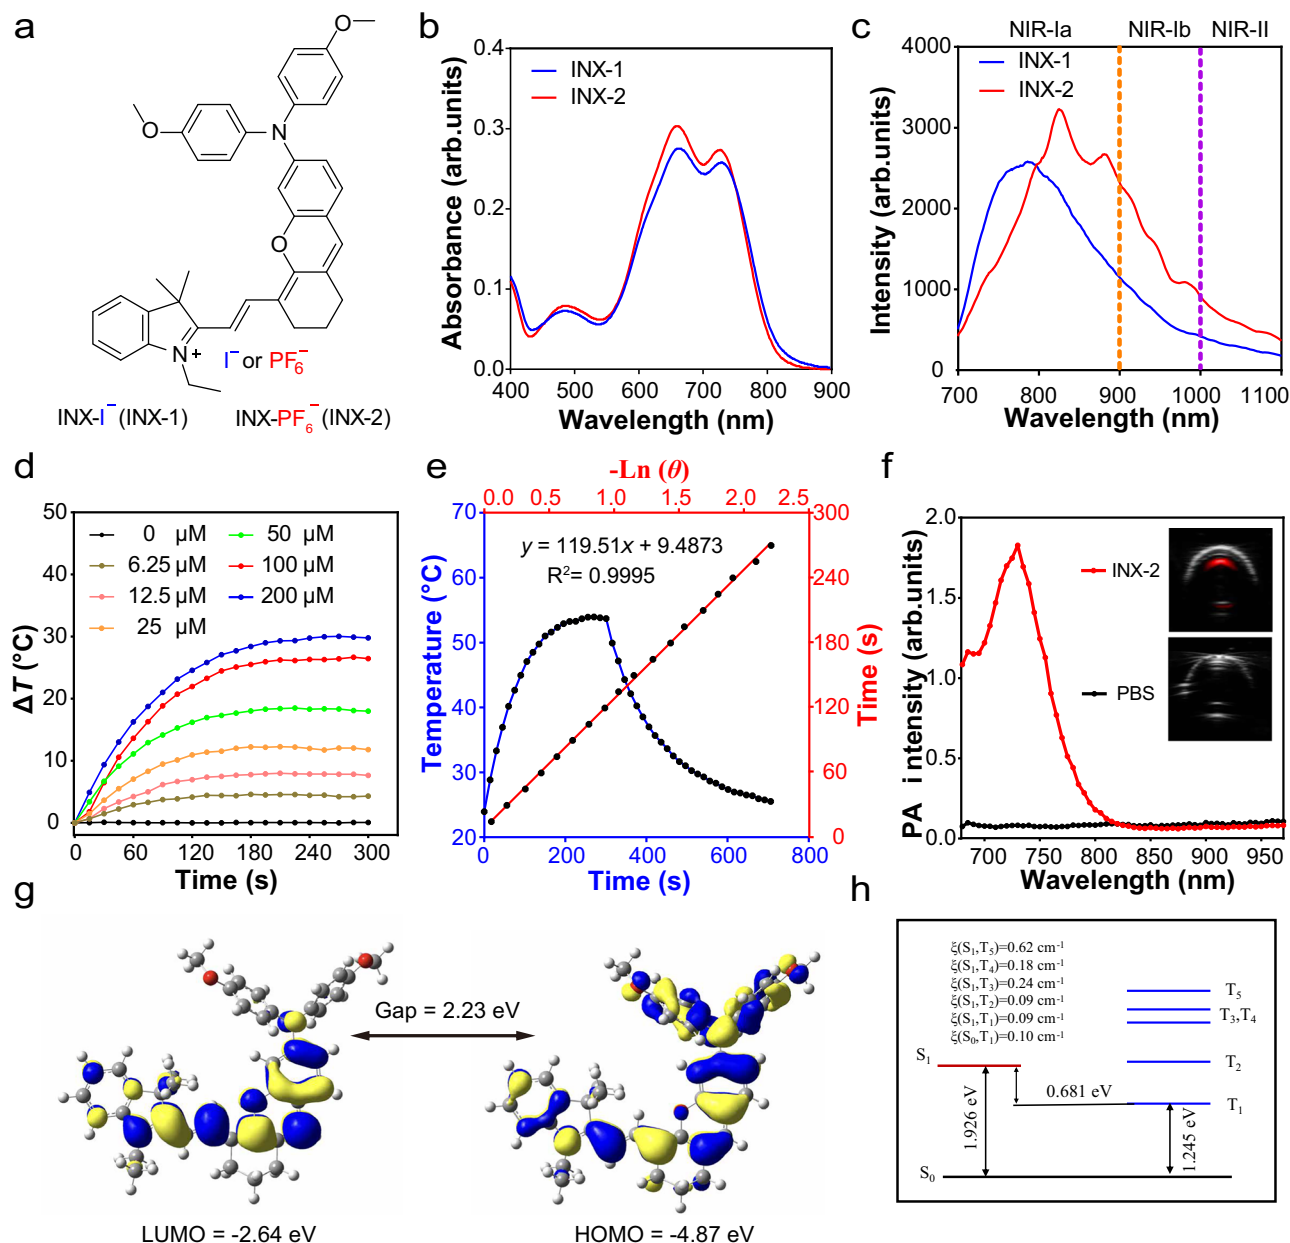 a
O
O
N
O
N
+
I⁻ or PF₆⁻
INX-I⁻ (INX-1)
INX-PF₆⁻ (INX-2)
b
INX-1
INX-2
Absorbance (arb.units)
0.4
0.3
0.2
0.1
0.0
400 500 600 700 800 900
Wavelength (nm)
c
NIR-Ia NIR-Ib NIR-II
INX-1
INX-2
Intensity (arb.units)
4000
3000
2000
1000
0
700 800 900 1000 1100
Wavelength (nm)
d
0 μM
6.25 μM
12.5 μM
25 μM
50 μM
100 μM
200 μM
ΔT (°C)
50
40
30
20
10
0
0 60 120 180 240 300
Time (s)
e
-Ln (θ)
0.0 0.5 1.0 1.5 2.0 2.5
y = 119.51x + 9.4873
R²= 0.9995
Temperature (°C)
70
60
50
40
30
20
Time (s)
300
240
180
120
60
0
0 200 400 600 800
Time (s)
f
INX-2
PBS
PA i intensity (arb.units)
2.0
1.5
1.0
0.5
0.0
700 750 800 850 900 950
Wavelength (nm)
g
Gap = 2.23 eV
LUMO = -2.64 eV
HOMO = -4.87 eV
h
ξ(S₁,T₅)=0.62 cm⁻¹
ξ(S₁,T₄)=0.18 cm⁻¹
ξ(S₁,T₃)=0.24 cm⁻¹
ξ(S₁,T₂)=0.09 cm⁻¹
ξ(S₁,T₁)=0.09 cm⁻¹
ξ(S₀,T₁)=0.10 cm⁻¹
T₅
T₃,T₄
T₂
T₁
S₁
S₀
1.926 eV
0.681 eV
1.245 eV